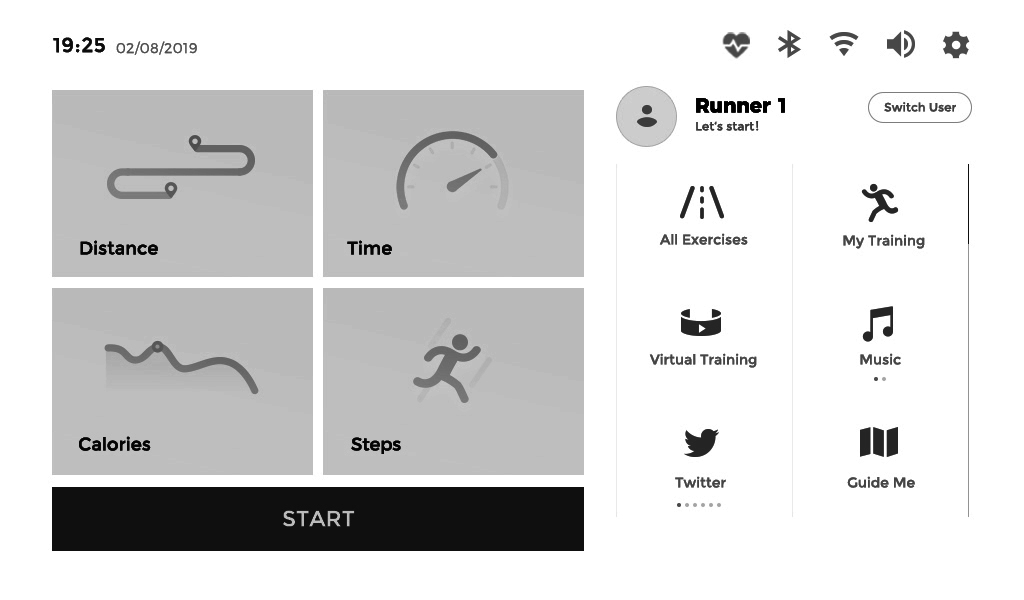 19:25 02/08/2019
Runner 1
Let's start!
Switch User
Distance
Time
Calories
Steps
START
All Exercises
My Training
Virtual Training
Music
Twitter
Guide Me